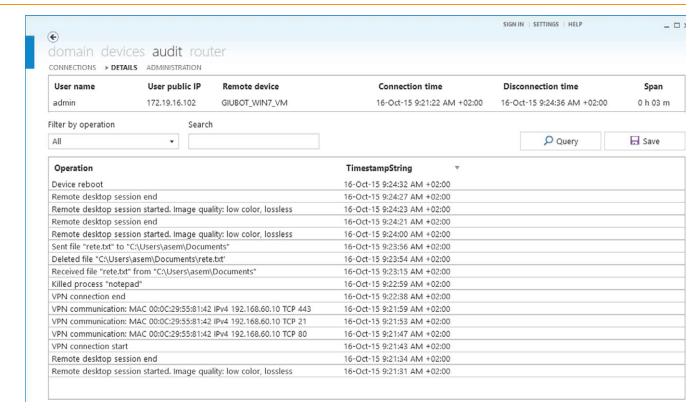 SIGN IN | SETTINGS | HELP
domain devices audit router
CONNECTIONS ▸ DETAILS ADMINISTRATION
User name User public IP Remote device Connection time Disconnection time Span
admin 172.19.16.102 GIUBOT_WIN7_VM 16-Oct-15 9:21:22 AM +02:00 16-Oct-15 9:24:36 AM +02:00 0 h 03 m
Filter by operation Search
All Query Save
Operation TimestampString
Device reboot 16-Oct-15 9:24:32 AM +02:00
Remote desktop session end 16-Oct-15 9:24:27 AM +02:00
Remote desktop session started. Image quality: low color, lossless 16-Oct-15 9:24:23 AM +02:00
Remote desktop session end 16-Oct-15 9:24:21 AM +02:00
Remote desktop session started. Image quality: low color, lossless 16-Oct-15 9:24:00 AM +02:00
Sent file "rete.txt" to "C:\Users\asem\Documents" 16-Oct-15 9:23:56 AM +02:00
Deleted file "C:\Users\asem\Documents\rete.txt' 16-Oct-15 9:23:54 AM +02:00
Received file "rete.txt" from "C:\Users\asem\Documents" 16-Oct-15 9:23:15 AM +02:00
Killed process "notepad" 16-Oct-15 9:22:59 AM +02:00
VPN connection end 16-Oct-15 9:22:38 AM +02:00
VPN communication: MAC 00:0C:29:55:81:42 IPv4 192.168.60.10 TCP 443 16-Oct-15 9:21:59 AM +02:00
VPN communication: MAC 00:0C:29:55:81:42 IPv4 192.168.60.10 TCP 21 16-Oct-15 9:21:53 AM +02:00
VPN communication: MAC 00:0C:29:55:81:42 IPv4 192.168.60.10 TCP 80 16-Oct-15 9:21:47 AM +02:00
VPN connection start 16-Oct-15 9:21:43 AM +02:00
Remote desktop session end 16-Oct-15 9:21:34 AM +02:00
Remote desktop session started. Image quality: low color, lossless 16-Oct-15 9:21:31 AM +02:00